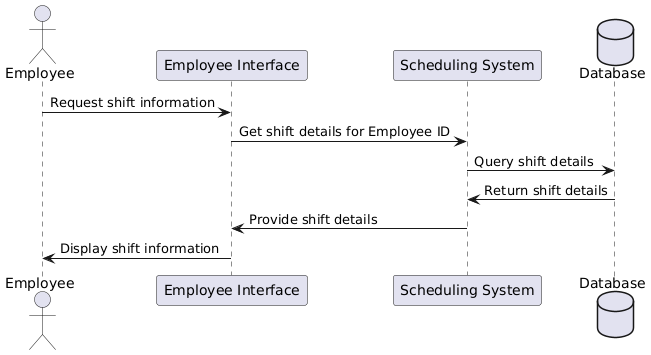 Employee
Employee Interface
Scheduling System
Database
Request shift information
Get shift details for Employee ID
Query shift details
Return shift details
Provide shift details
Display shift information
Employee
Employee Interface
Scheduling System
Database